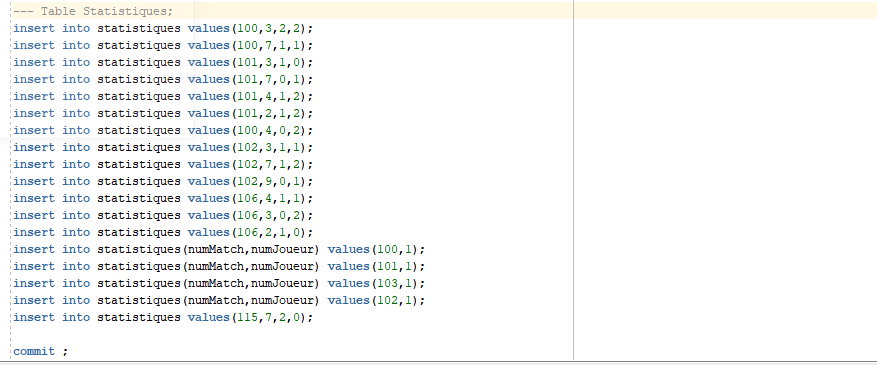 --- Table Statistiques;
insert into statistiques values(100,3,2,2);
insert into statistiques values(100,7,1,1);
insert into statistiques values(101,3,1,0);
insert into statistiques values(101,7,0,1);
insert into statistiques values(101,4,1,2);
insert into statistiques values(101,2,1,2);
insert into statistiques values(100,4,0,2);
insert into statistiques values(102,3,1,1);
insert into statistiques values(102,7,1,2);
insert into statistiques values(102,9,0,1);
insert into statistiques values(106,4,1,1);
insert into statistiques values(106,3,0,2);
insert into statistiques values(106,2,1,0);
insert into statistiques(numMatch,numJoueur) values(100,1);
insert into statistiques(numMatch,numJoueur) values(101,1);
insert into statistiques(numMatch,numJoueur) values(103,1);
insert into statistiques(numMatch,numJoueur) values(102,1);
insert into statistiques values(115,7,2,0);
commit ;